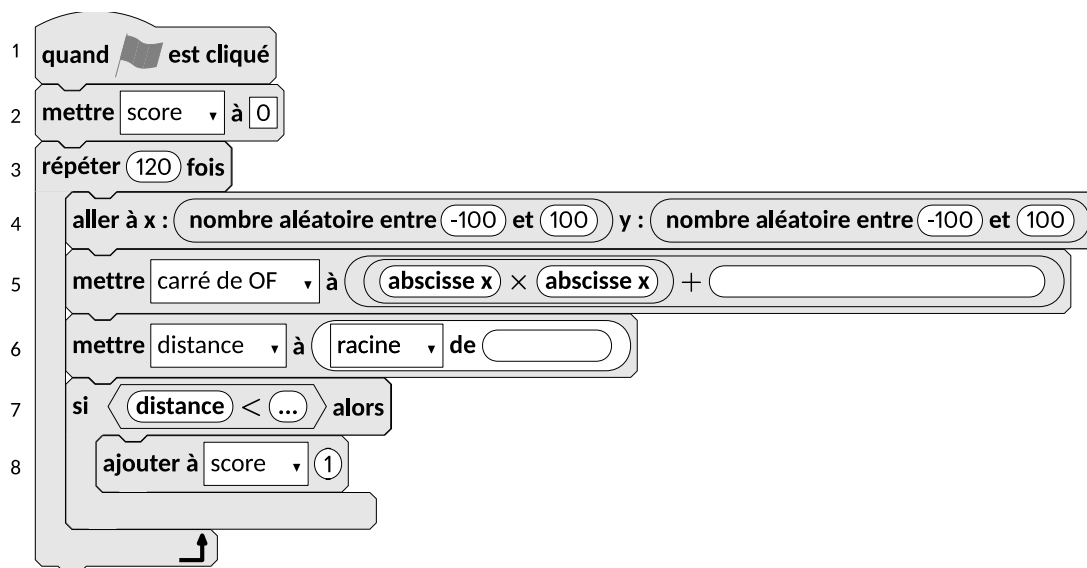 1 quand est cliqué
2 mettre score à 0
3 répéter 120 fois
4 aller à x : nombre aléatoire entre -100 et 100 y : nombre aléatoire entre -100 et 100
5 mettre carré de OF à abscisse x × abscisse x +
6 mettre distance à racine de
7 si distance < ... alors
8 ajouter à score 1